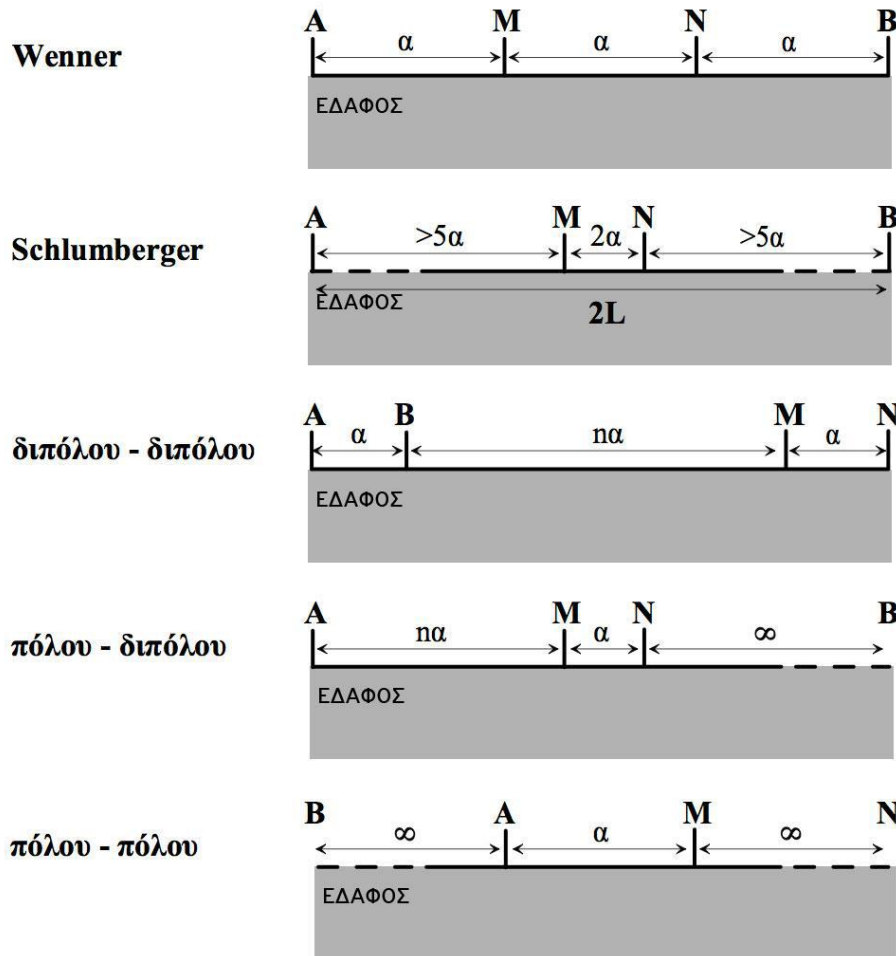 A M N B
Wenner α α α
ΕΔΑΦΟΣ
A M N B
Schlumberger >5α 2α >5α
ΕΔΑΦΟΣ 2L
A B M N
διπόλου - διπόλου α nα α
ΕΔΑΦΟΣ
A M N B
πόλου - διπόλου nα α ∞
ΕΔΑΦΟΣ
B A M N
πόλου - πόλου ∞ α ∞
ΕΔΑΦΟΣ